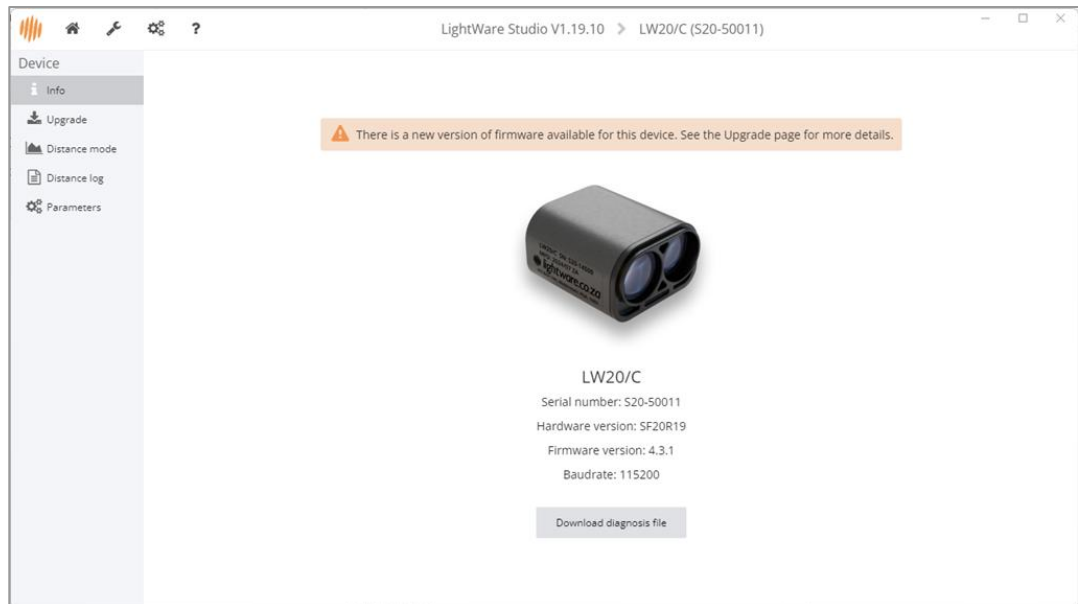 LightWare Studio V1.19.10 > LW20/C (S20-50011)
Device
Info
Upgrade
Distance mode
Distance log
Parameters
There is a new version of firmware available for this device. See the Upgrade page for more details.
lightware.co.za
LW20/C
Serial number: S20-50011
Hardware version: SF20R19
Firmware version: 4.3.1
Baudrate: 115200
Download diagnosis file